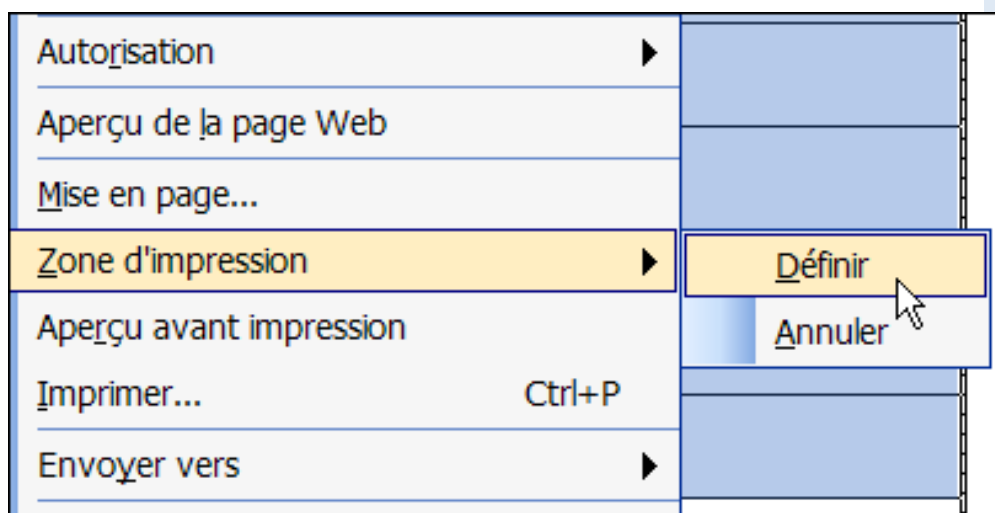 Autorisation
Aperçu de la page Web
Mise en page...
Zone d'impression
Définir
Aperçu avant impression
Annuler
Imprimer... Ctrl+P
Envoyer vers